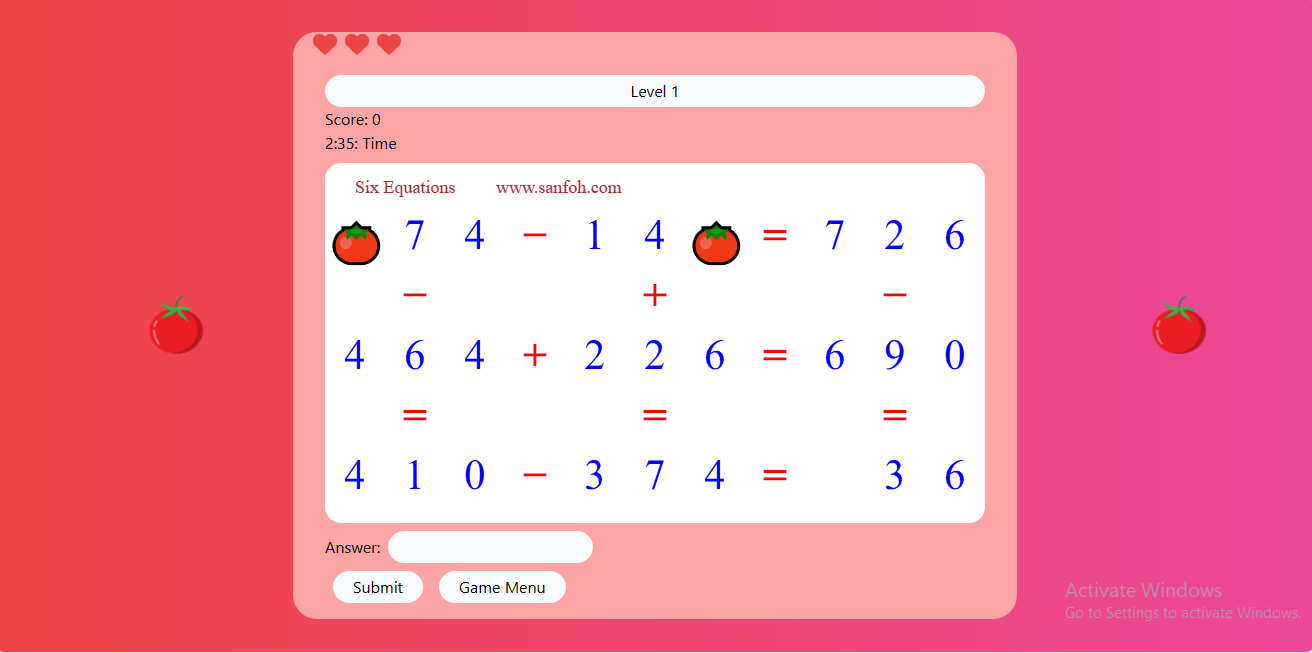 Level 1
Score: 0
2:35: Time
Six Equations www.sanfoh.com
7 4 − 1 4 = 7 2 6
− + −
4 6 4 + 2 2 6 = 6 9 0
= = =
4 1 0 − 3 7 4 = 3 6
Answer:
Submit Game Menu
Activate Windows
Go to Settings to activate Windows.